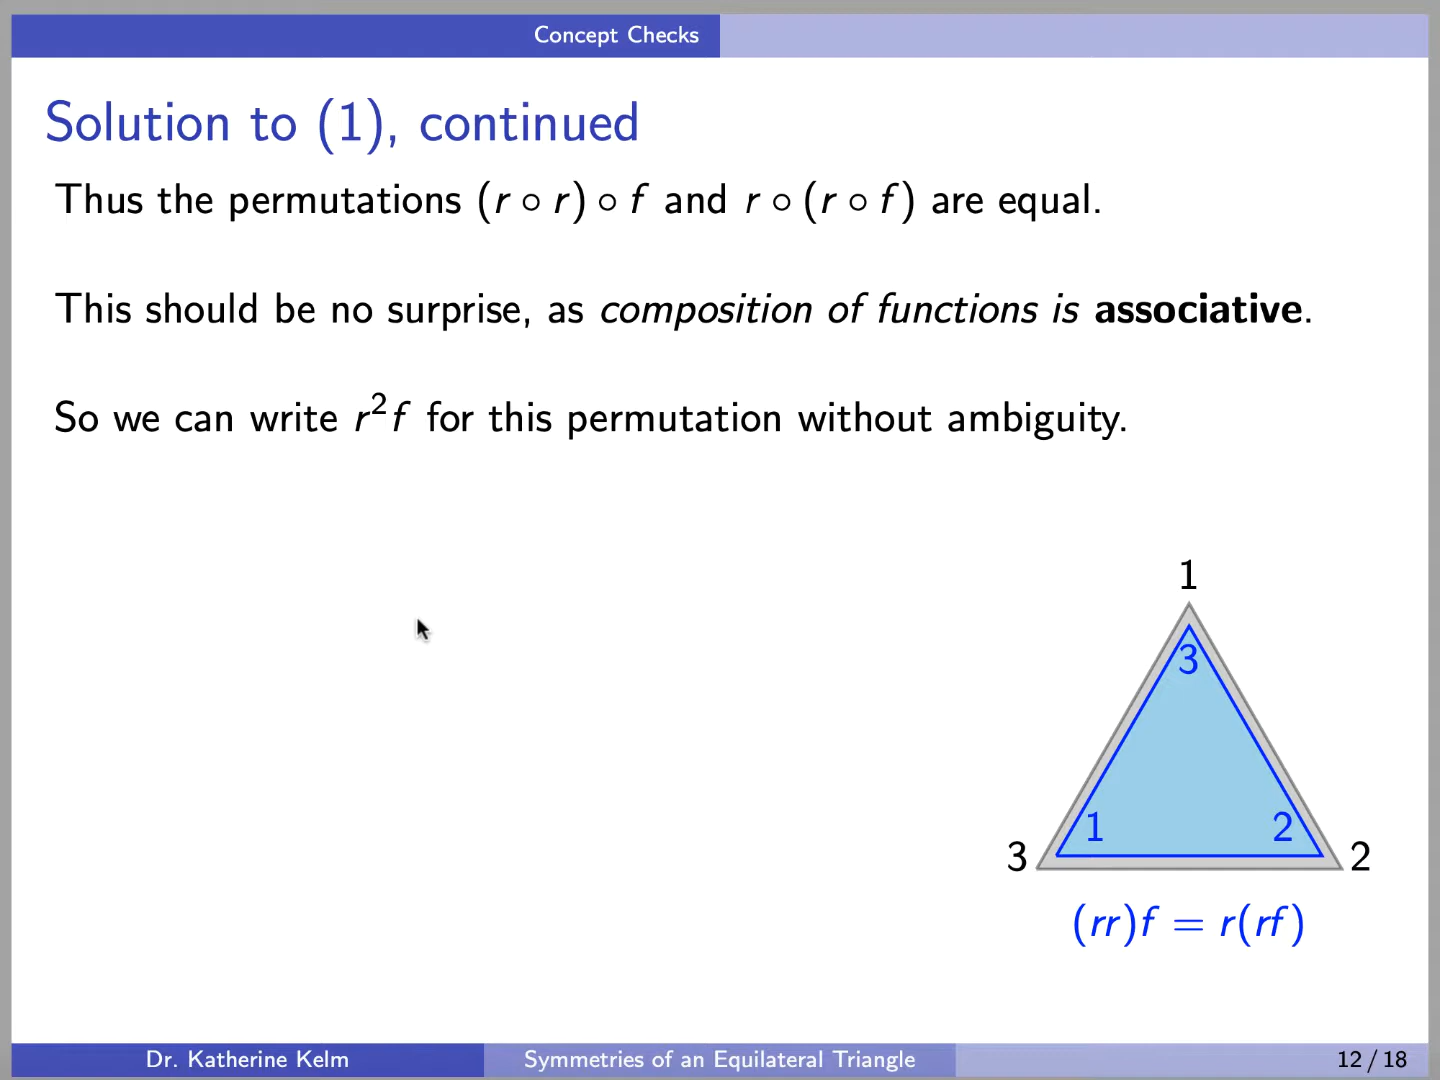 Concept Checks
Solution to (1), continued
Thus the permutations (r ∘ r) ∘ f and r ∘ (r ∘ f) are equal.
This should be no surprise, as composition of functions is associative.
So we can write r²f for this permutation without ambiguity.
1
3
1 2
3 2
(rr)f = r(rf)
Dr. Katherine Kelm Symmetries of an Equilateral Triangle 12 / 18